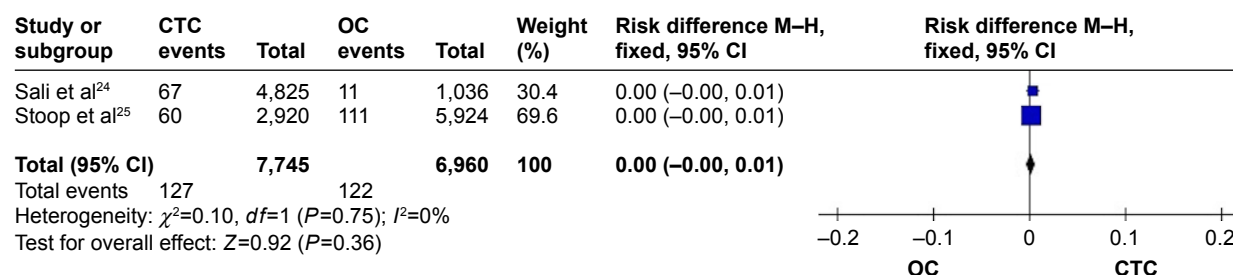 Study or subgroup CTC events Total OC events Total Weight (%) Risk difference M–H, fixed, 95% CI Risk difference M–H, fixed, 95% CI
Sali et al24 67 4,825 11 1,036 30.4 0.00 (–0.00, 0.01)
Stoop et al25 60 2,920 111 5,924 69.6 0.00 (–0.00, 0.01)
Total (95% CI) 7,745 6,960 100 0.00 (–0.00, 0.01)
Total events 127 122
Heterogeneity: χ²=0.10, df=1 (P=0.75); I²=0%
Test for overall effect: Z=0.92 (P=0.36)
–0.2 –0.1 0 0.1 0.2
OC CTC